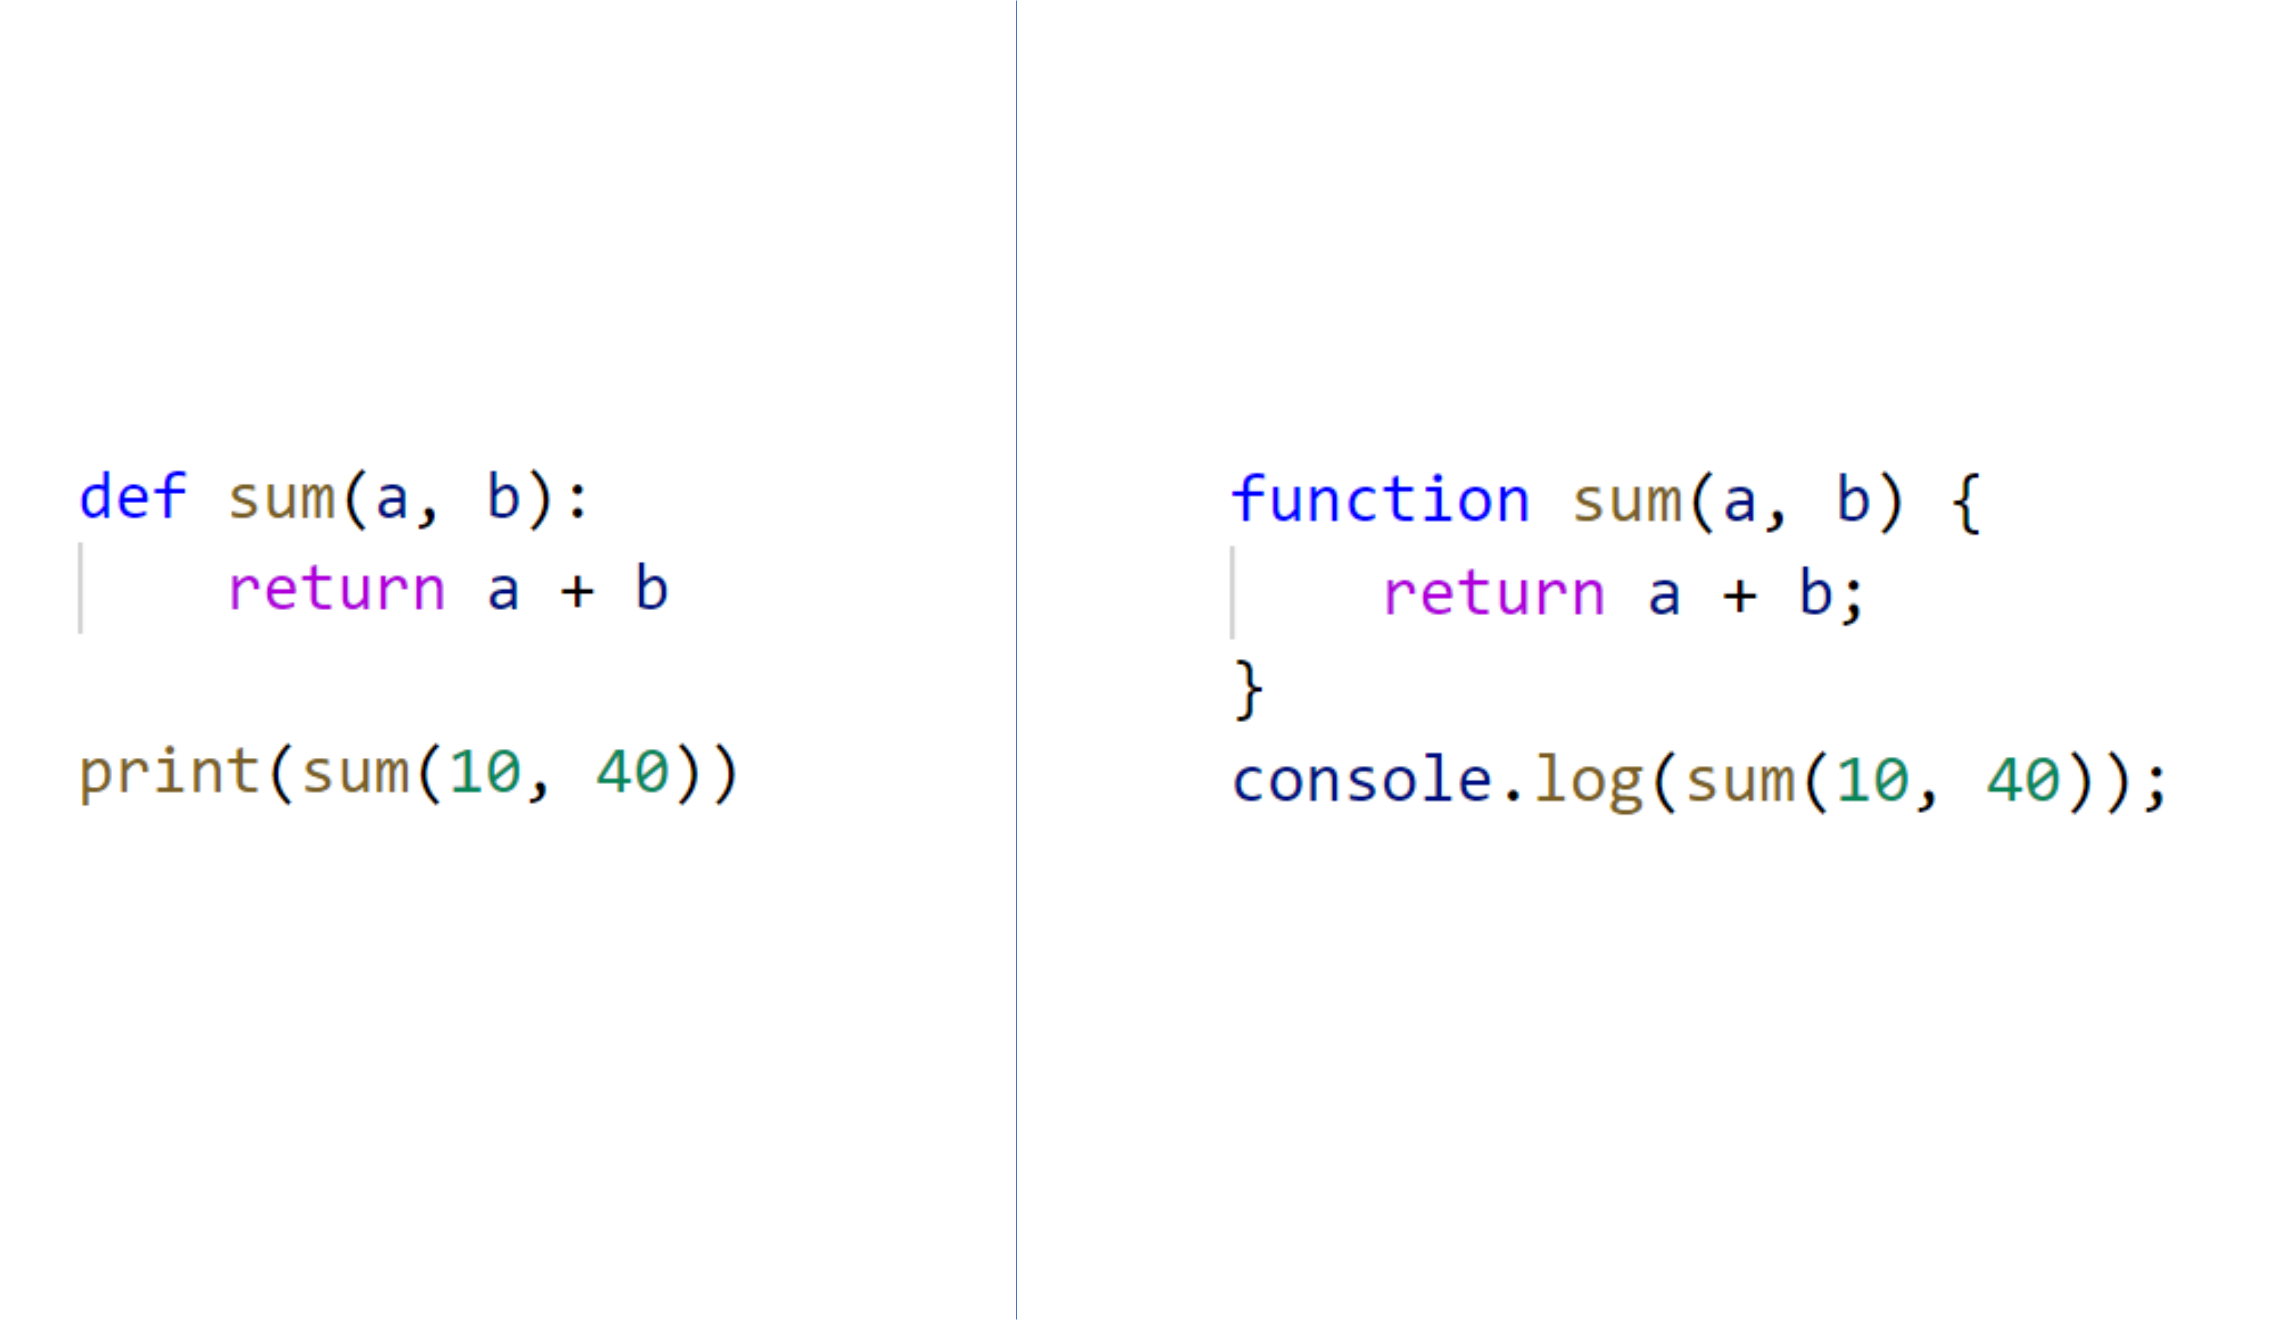 def sum(a, b):
    return a + b
print(sum(10, 40))
function sum(a, b) {
    return a + b;
}
console.log(sum(10, 40));